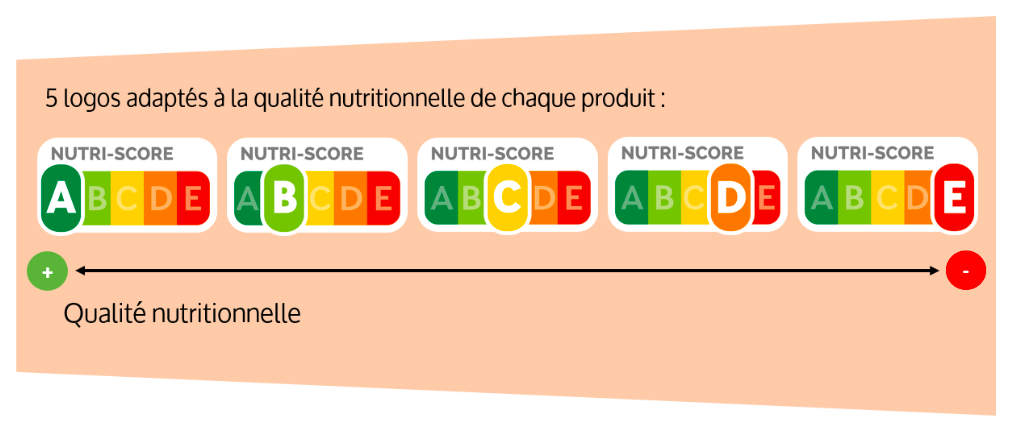 5 logos adaptés à la qualité nutritionnelle de chaque produit :
NUTRI-SCORE NUTRI-SCORE NUTRI-SCORE NUTRI-SCORE NUTRI-SCORE
A B C D E A B C D E A B C D E A B C D E A B C D E
+ -
Qualité nutritionnelle